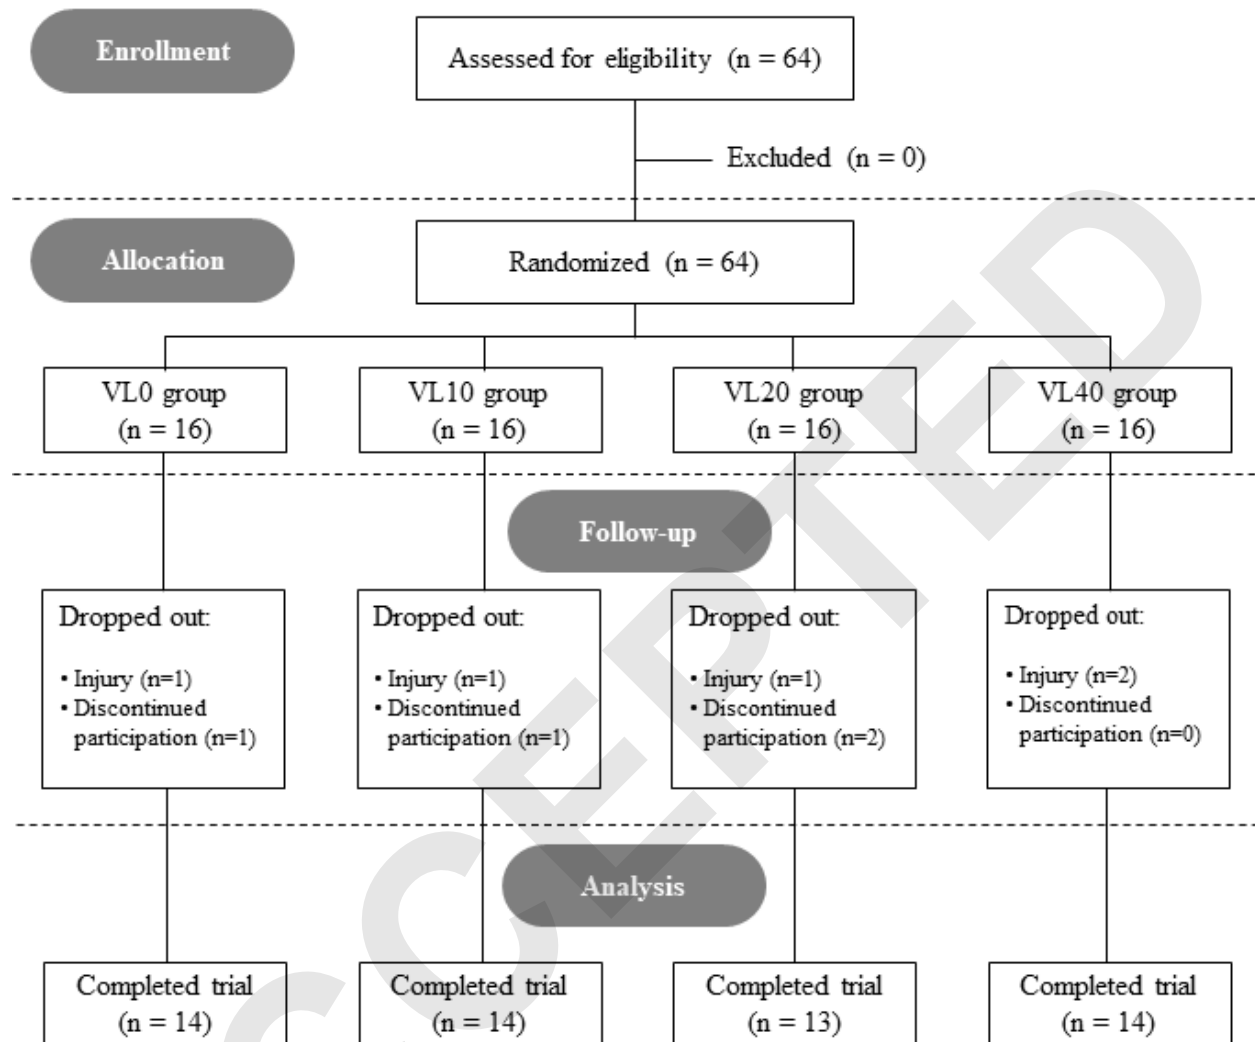 Enrollment
Assessed for eligibility (n = 64)
Excluded (n = 0)
Allocation
Randomized (n = 64)
VL0 group
(n = 16)
VL10 group
(n = 16)
VL20 group
(n = 16)
VL40 group
(n = 16)
Follow-up
Dropped out:
• Injury (n=1)
• Discontinued
participation (n=1)
Dropped out:
• Injury (n=1)
• Discontinued
participation (n=1)
Dropped out:
• Injury (n=1)
• Discontinued
participation (n=2)
Dropped out:
• Injury (n=2)
• Discontinued
participation (n=0)
Analysis
Completed trial
(n = 14)
Completed trial
(n = 14)
Completed trial
(n = 13)
Completed trial
(n = 14)
CEPTED